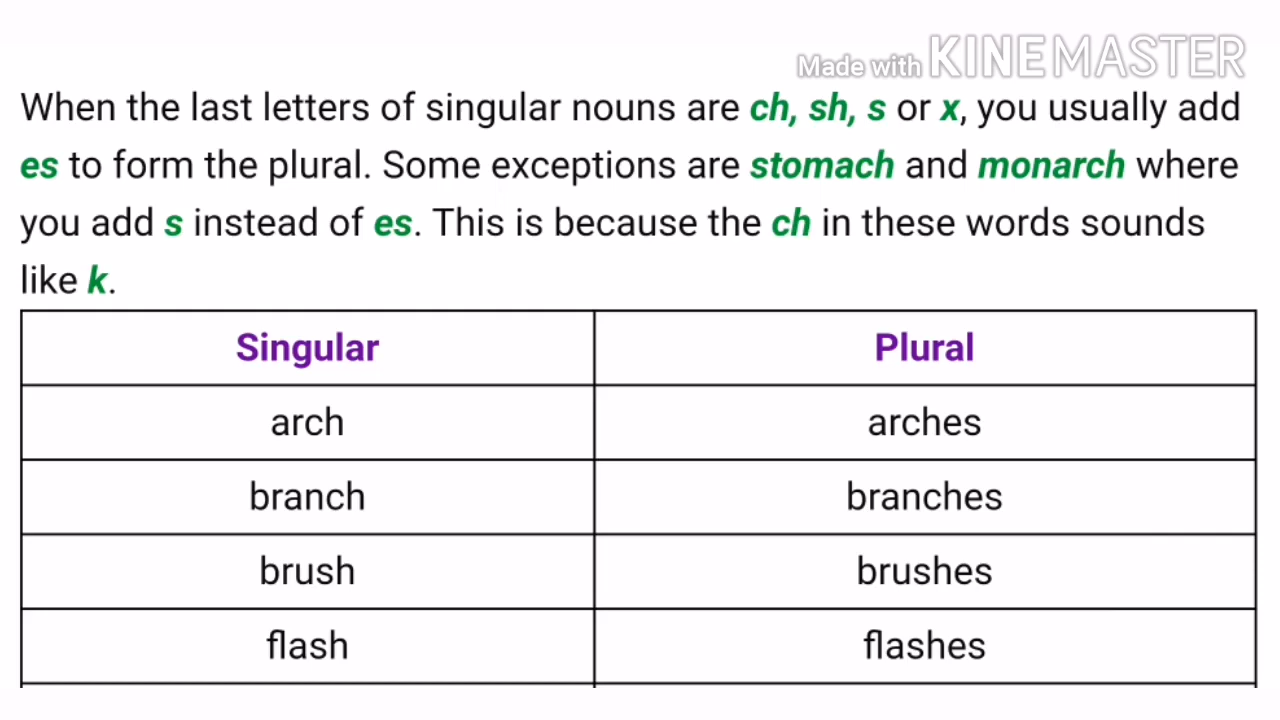 Made with KINEMASTER
When the last letters of singular nouns are ch, sh, s or x, you usually add
es to form the plural. Some exceptions are stomach and monarch where
you add s instead of es. This is because the ch in these words sounds
like k.
Singular Plural
arch arches
branch branches
brush brushes
flash flashes